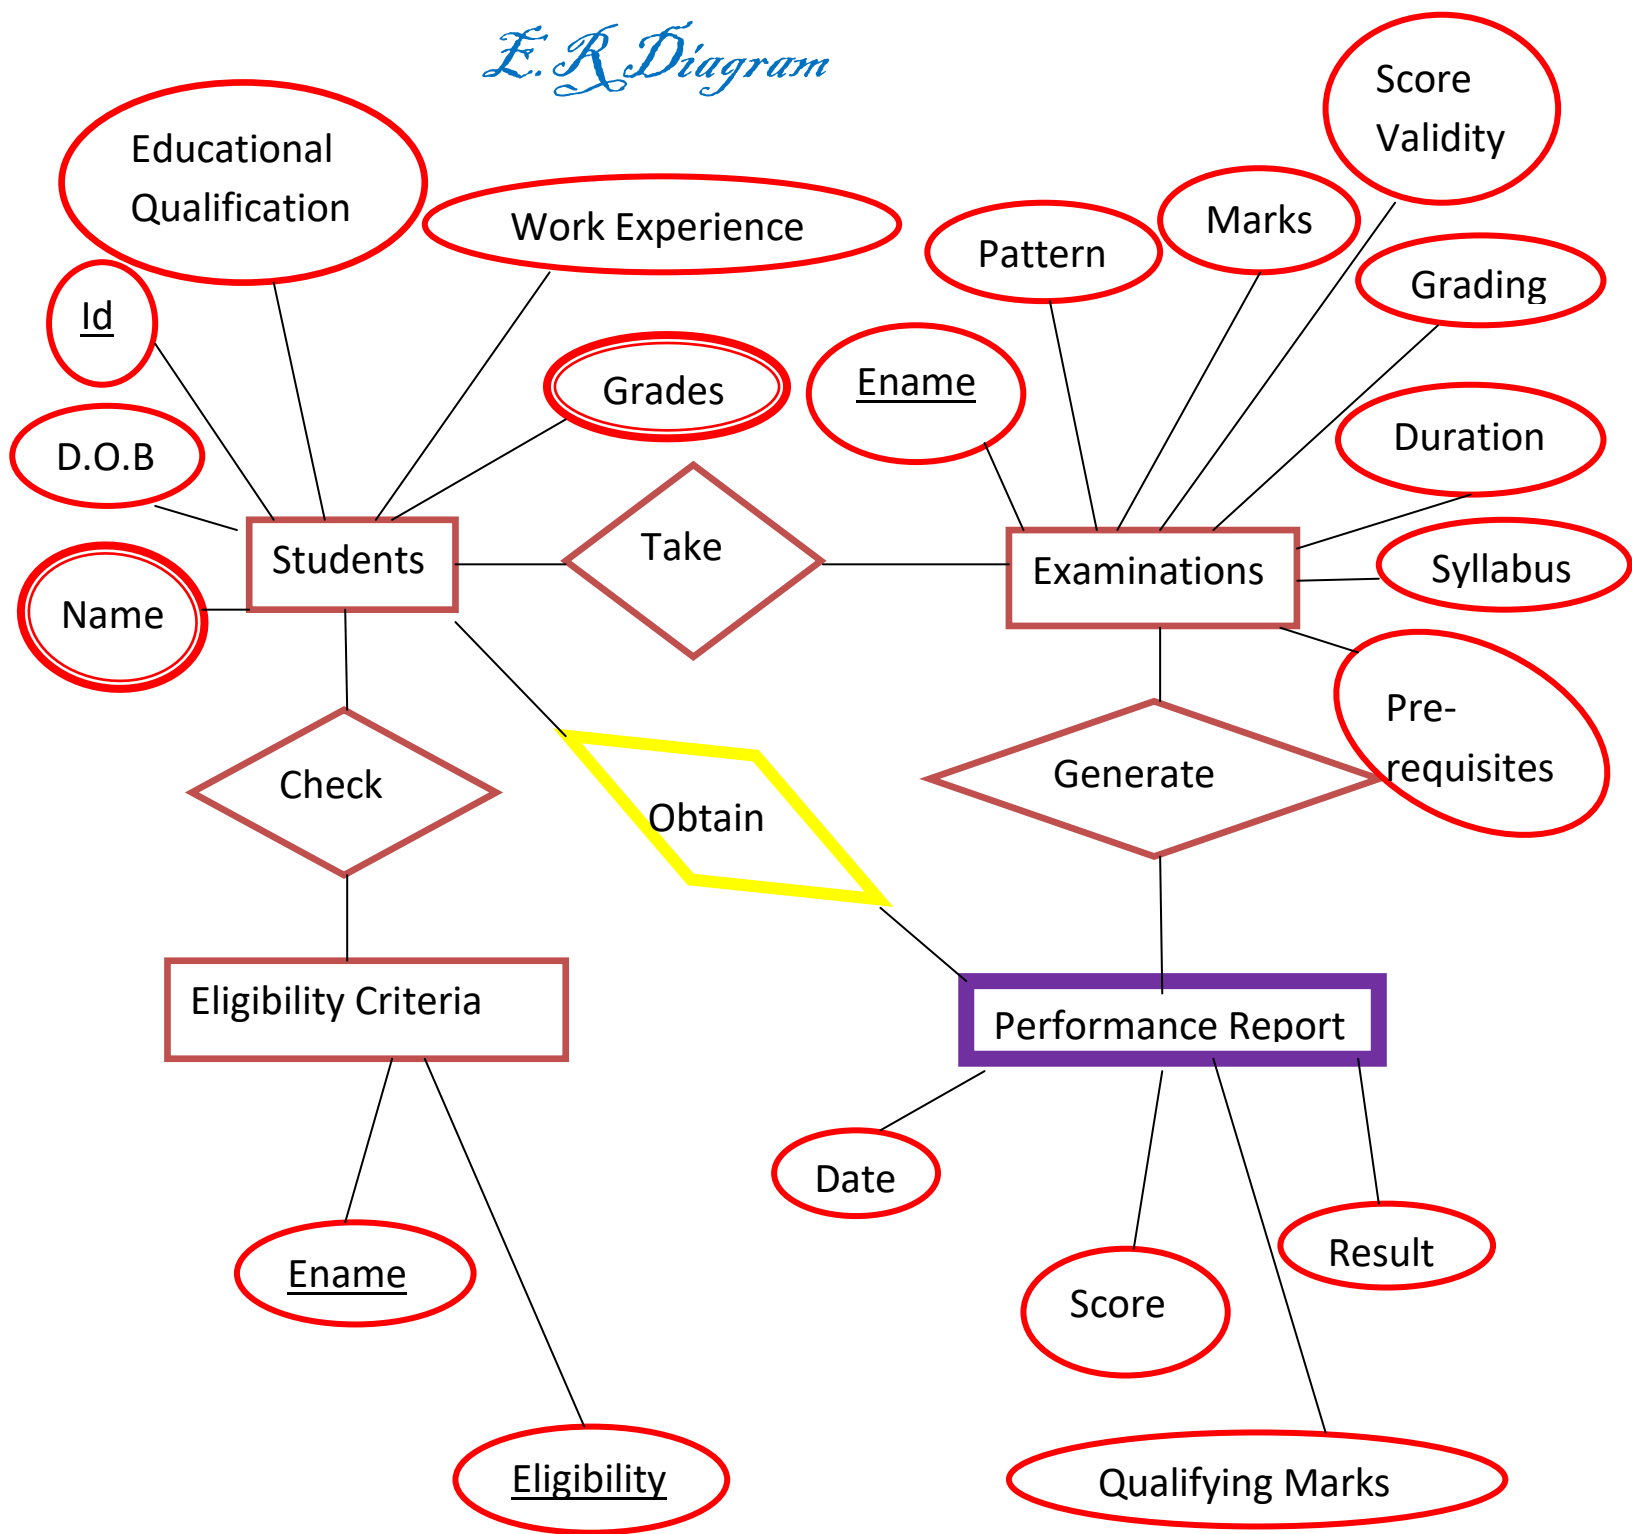 E.R Diagram
Score
Validity
Educational
Qualification
Work Experience
Marks
Pattern
Grading
Id
Ename
Grades
Duration
D.O.B
Students
Take
Examinations
Syllabus
Name
Pre-
requisites
Check
Generate
Obtain
Eligibility Criteria
Performance Report
Date
Ename
Score
Result
Eligibility
Qualifying Marks